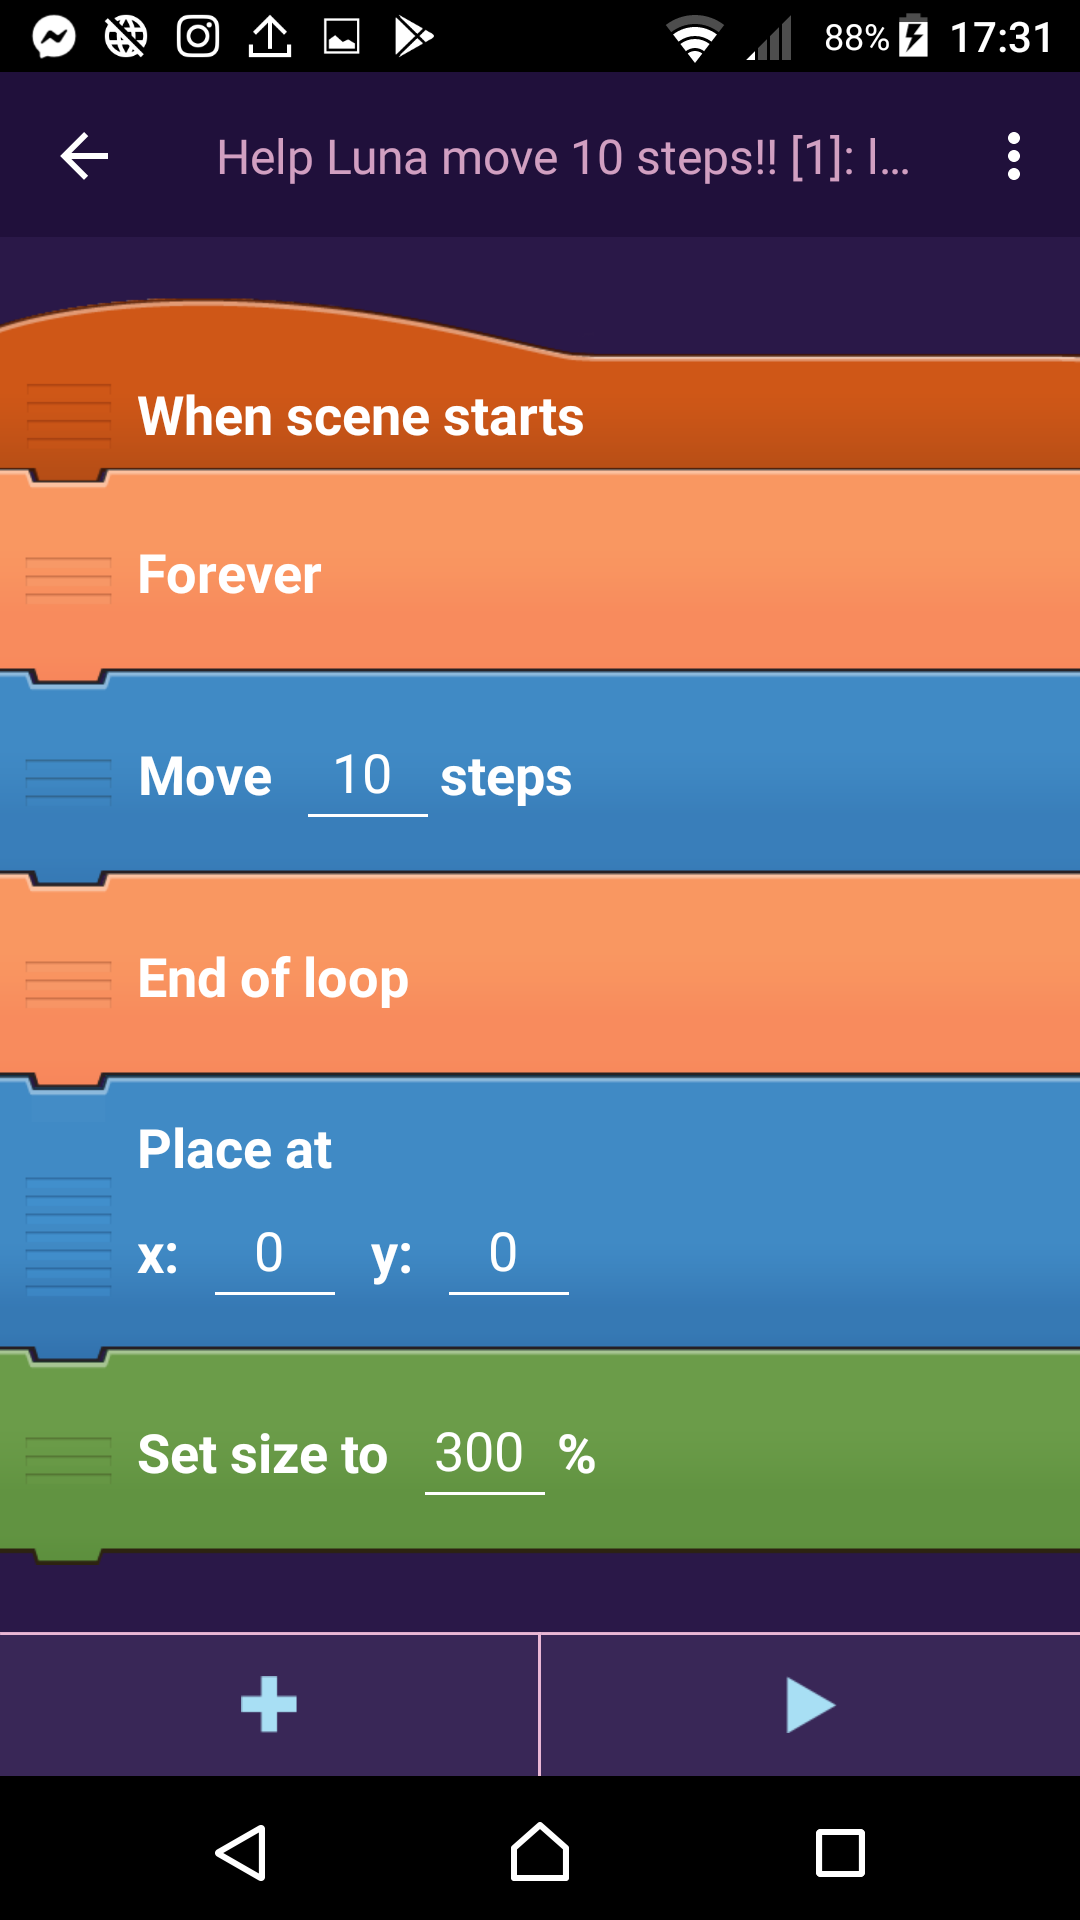 88% 17:31
Help Luna move 10 steps!! [1]: l...
When scene starts
Forever
Move 10 steps
End of loop
Place at
x: 0 y: 0
Set size to 300 %